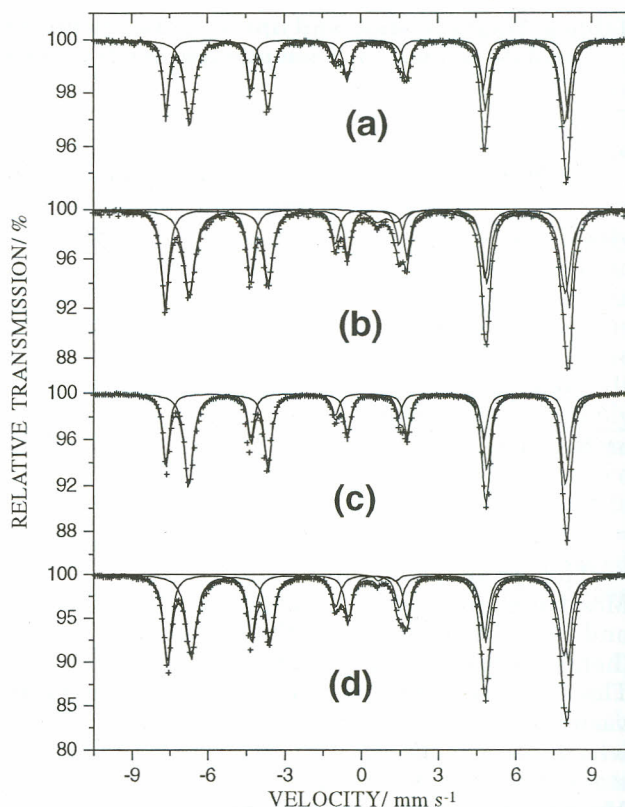 100
98
96
(a)
100
96
92
88
(b)
100
96
92
88
(c)
100
95
90
85
80
(d)
RELATIVE TRANSMISSION/ %
-9 -6 -3 0 3 6 9
VELOCITY/ mm s-1